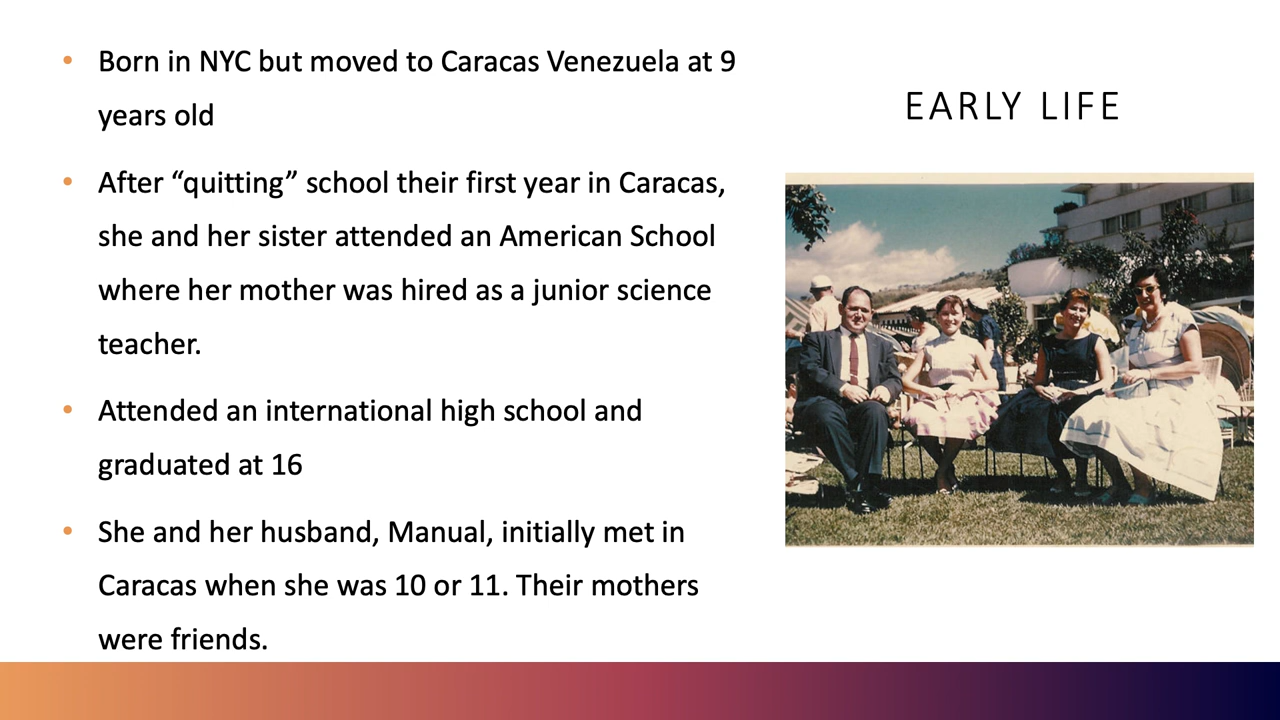 • Born in NYC but moved to Caracas Venezuela at 9
years old
• After “quitting” school their first year in Caracas,
she and her sister attended an American School
where her mother was hired as a junior science
teacher.
• Attended an international high school and
graduated at 16
• She and her husband, Manual, initially met in
Caracas when she was 10 or 11. Their mothers
were friends.
EARLY LIFE